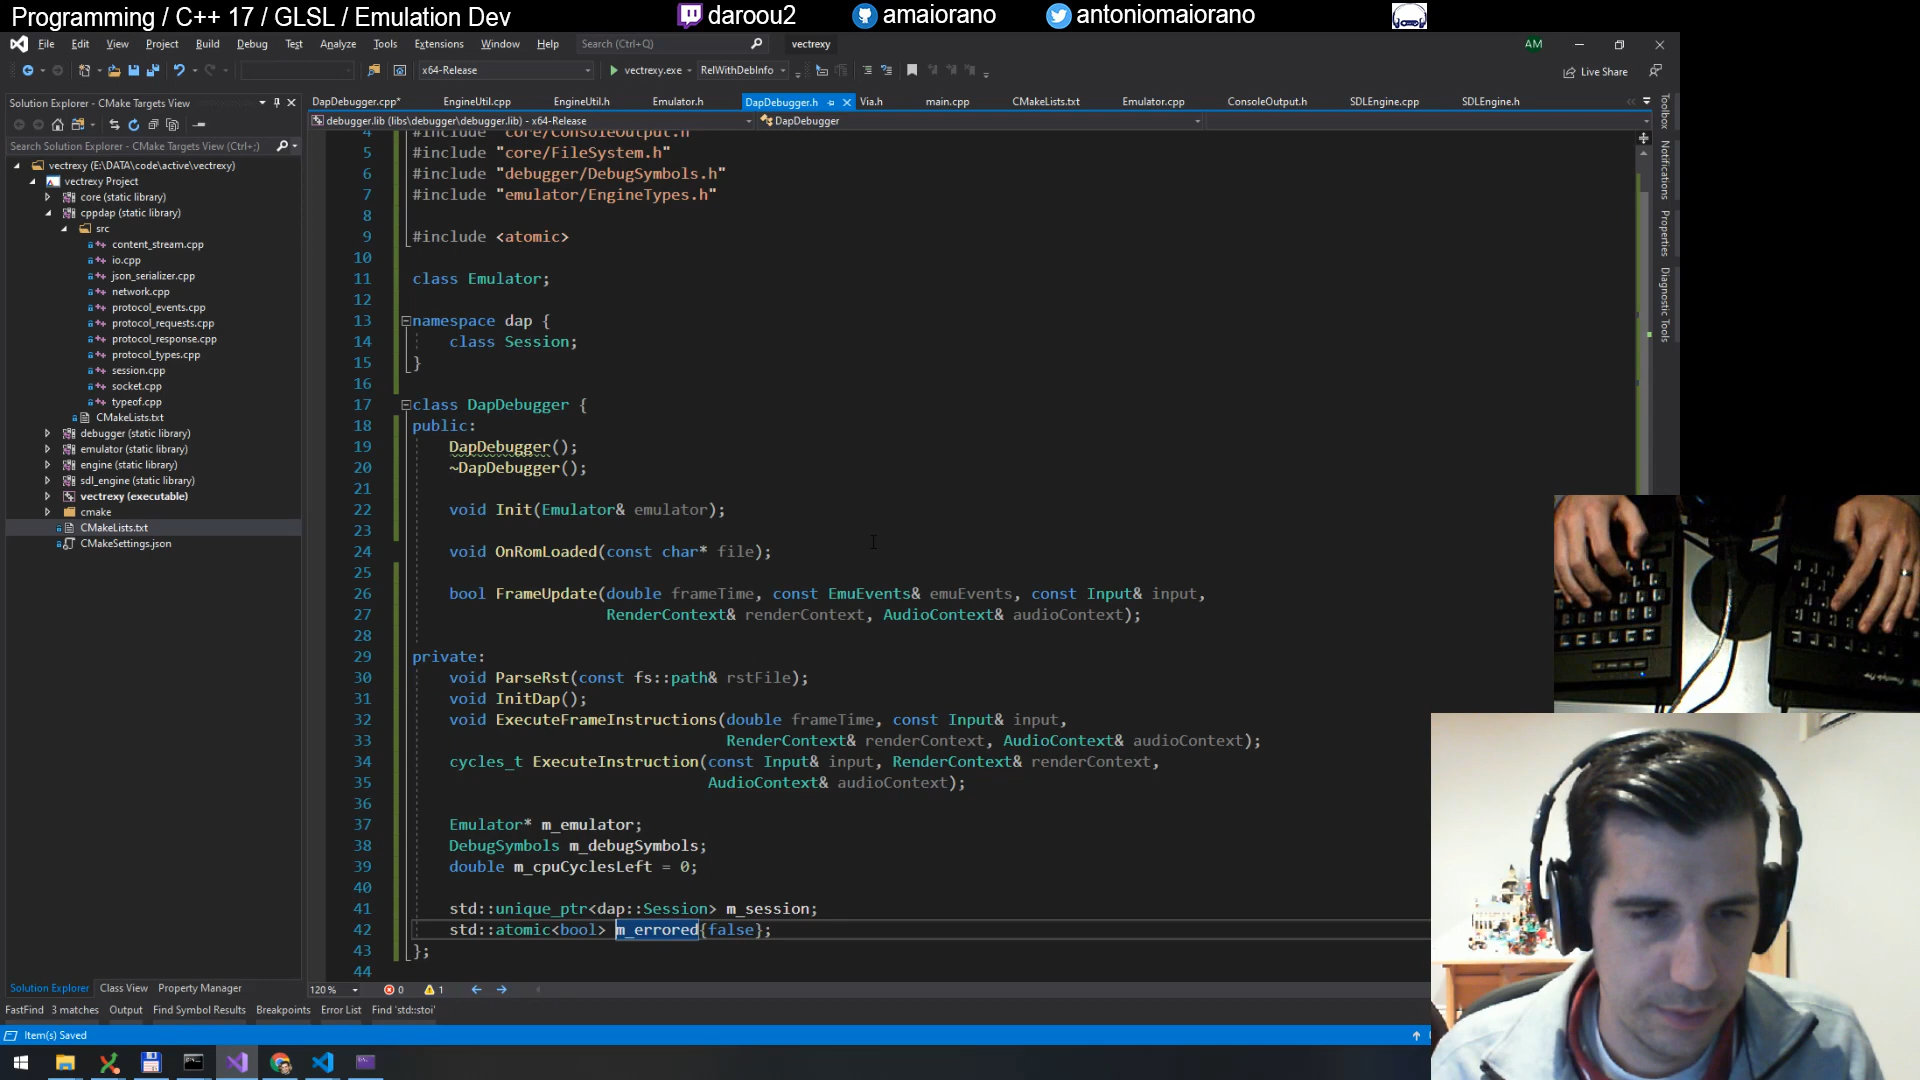 Programming / C++ 17 / GLSL / Emulation Dev
daroou2
amaiorano
antoniomaiorano
File Edit View Project Build Debug Test Analyze Tools Extensions Window Help
Search (Ctrl+Q)
vectrexy
AM
x64-Release
vectrexy.exe
RelWithDebInfo
Live Share
Solution Explorer - CMake Targets View
DapDebugger.cpp* EngineUtil.cpp EngineUtil.h Emulator.h DapDebugger.h Via.h main.cpp CMakeLists.txt Emulator.cpp ConsoleOutput.h SDLEngine.cpp SDLEngine.h
debugger.lib (libs\debugger\debugger.lib) - x64-Release
DapDebugger
Search Solution Explorer - CMake Targets View (Ctrl+;)
vectrexy (E:\DATA\code\active\vectrexy)
vectrexy Project
core (static library)
cppdap (static library)
src
content_stream.cpp
io.cpp
json_serializer.cpp
network.cpp
protocol_events.cpp
protocol_requests.cpp
protocol_response.cpp
protocol_types.cpp
session.cpp
socket.cpp
typeof.cpp
CMakeLists.txt
debugger (static library)
emulator (static library)
engine (static library)
sdl_engine (static library)
vectrexy (executable)
cmake
CMakeLists.txt
CMakeSettings.json
4 #include "core/ConsoleOutput.h"
5 #include "core/FileSystem.h"
6 #include "debugger/DebugSymbols.h"
7 #include "emulator/EngineTypes.h"
8
9 #include <atomic>
10
11 class Emulator;
12
13 namespace dap {
14 class Session;
15 }
16
17 class DapDebugger {
18 public:
19 DapDebugger();
20 ~DapDebugger();
21
22 void Init(Emulator& emulator);
23
24 void OnRomLoaded(const char* file);
25
26 bool FrameUpdate(double frameTime, const EmuEvents& emuEvents, const Input& input,
27 RenderContext& renderContext, AudioContext& audioContext);
28
29 private:
30 void ParseRst(const fs::path& rstFile);
31 void InitDap();
32 void ExecuteFrameInstructions(double frameTime, const Input& input,
33 RenderContext& renderContext, AudioContext& audioContext);
34 cycles_t ExecuteInstruction(const Input& input, RenderContext& renderContext,
35 AudioContext& audioContext);
36
37 Emulator* m_emulator;
38 DebugSymbols m_debugSymbols;
39 double m_cpuCyclesLeft = 0;
40
41 std::unique_ptr<dap::Session> m_session;
42 std::atomic<bool> m_errored{false};
43 };
44
Toolbox
Notifications
Properties
Diagnostic Tools
Solution Explorer Class View Property Manager
120 % 0 1
FastFind 3 matches Output Find Symbol Results Breakpoints Error List Find 'std::stoi'
Item(s) Saved